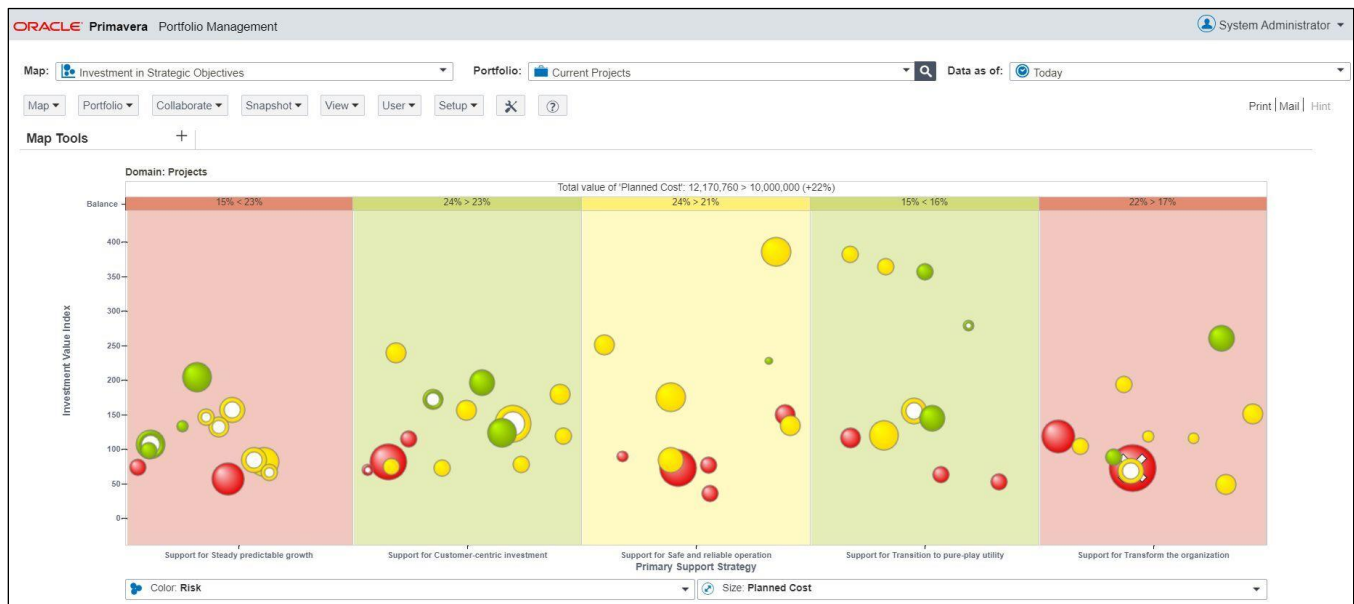 ORACLE Primavera Portfolio Management System Administrator
Map: Investment in Strategic Objectives Portfolio: Current Projects Data as of: Today
Map Portfolio Collaborate Snapshot View User Setup ? Print | Mail | Hint
Map Tools +
Domain: Projects
Total value of 'Planned Cost': 12,170,760 > 10,000,000 (+22%)
Balance 15% < 23% 24% > 23% 24% > 21% 15% < 16% 22% > 17%
400
350
300
250
200
150
100
50
0
Investment Value Index
Support for Steady predictable growth Support for Customer-centric investment Support for Safe and reliable operation Support for Transition to pure-play utility Support for Transform the organization
Primary Support Strategy
Color: Risk Size: Planned Cost